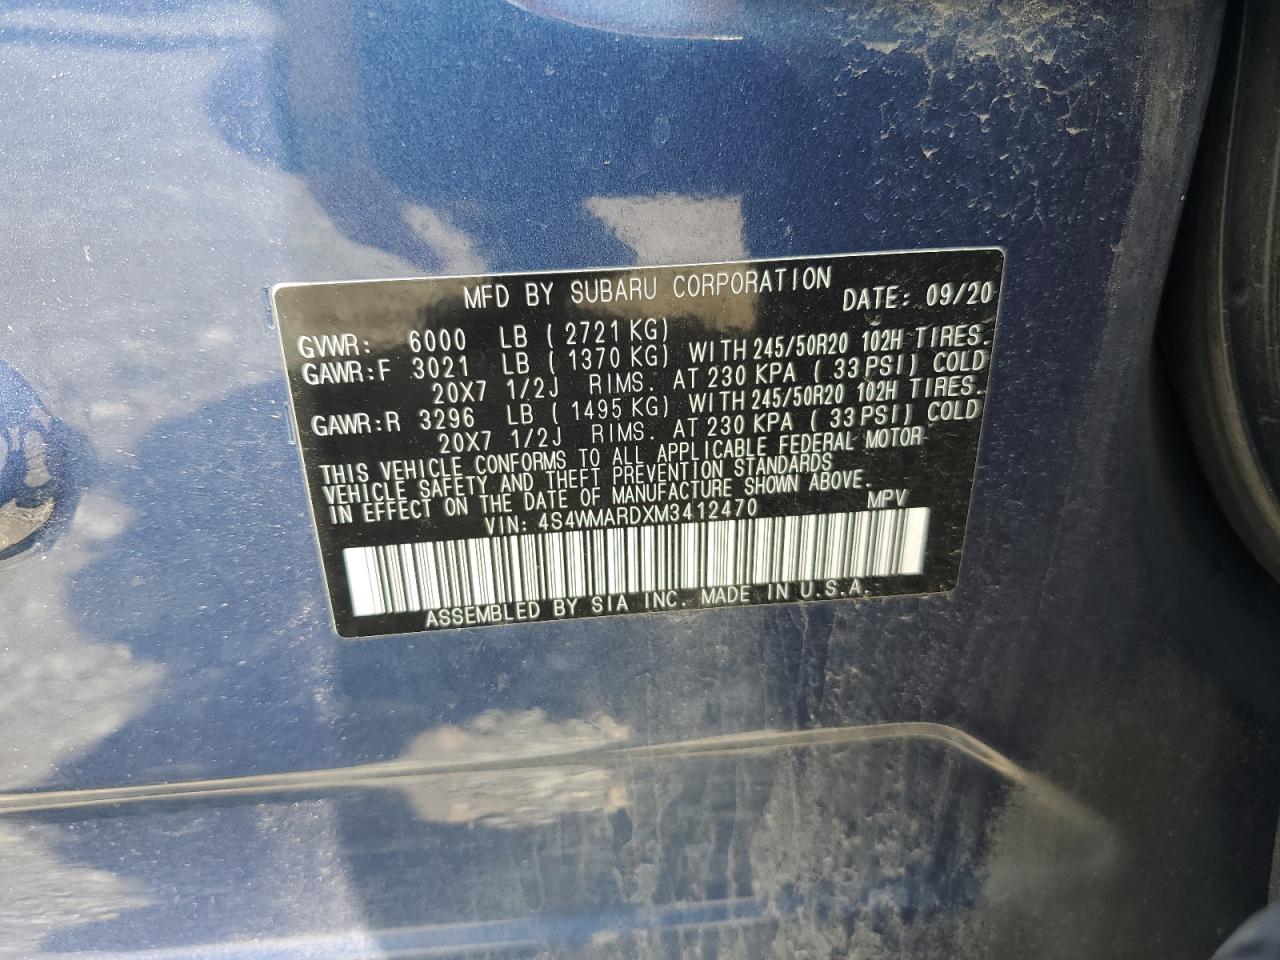 MFD BY SUBARU CORPORATION DATE: 09/20
GVWR: 6000 LB ( 2721 KG)
GAWR:F 3021 LB ( 1370 KG) WITH 245/50R20 102H TIRES.
20X7 1/2J RIMS. AT 230 KPA ( 33 PSI) COLD
GAWR:R 3296 LB ( 1495 KG) WITH 245/50R20 102H TIRES.
20X7 1/2J RIMS. AT 230 KPA ( 33 PSI) COLD
THIS VEHICLE CONFORMS TO ALL APPLICABLE FEDERAL MOTOR
VEHICLE SAFETY AND THEFT PREVENTION STANDARDS
IN EFFECT ON THE DATE OF MANUFACTURE SHOWN ABOVE.
VIN: 4S4WMARDXM3412470 MPV
ASSEMBLED BY SIA INC. MADE IN U.S.A.